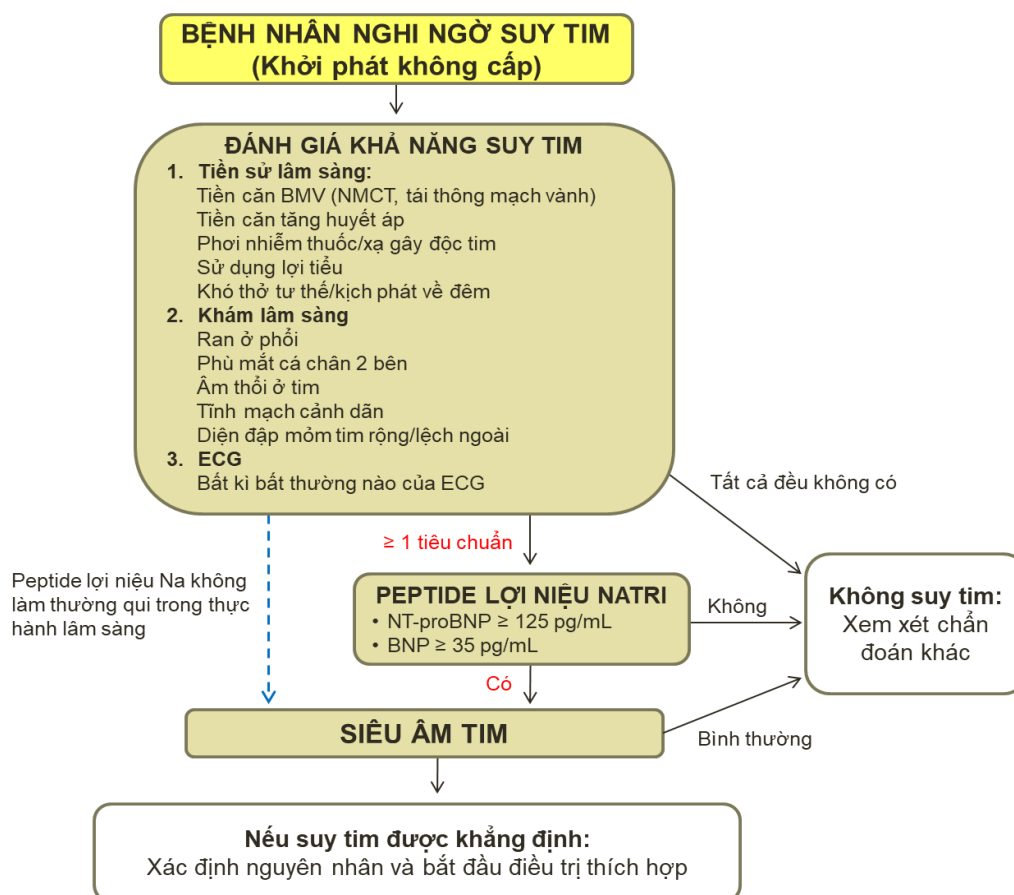 BỆNH NHÂN NGHI NGỜ SUY TIM
(Khởi phát không cấp)
ĐÁNH GIÁ KHẢ NĂNG SUY TIM
1. Tiền sử lâm sàng:
Tiền căn BMV (NMCT, tái thông mạch vành)
Tiền căn tăng huyết áp
Phơi nhiễm thuốc/xạ gây độc tim
Sử dụng lợi tiểu
Khó thở tư thế/kịch phát về đêm
2. Khám lâm sàng
Ran ở phổi
Phù mắt cá chân 2 bên
Âm thổi ở tim
Tĩnh mạch cảnh dãn
Diện đập mỏm tim rộng/lệch ngoài
3. ECG
Bất kì bất thường nào của ECG
Tất cả đều không có
≥ 1 tiêu chuẩn
Peptide lợi niệu Na không
làm thường qui trong thực
hành lâm sàng
PEPTIDE LỢI NIỆU NATRI
• NT-proBNP ≥ 125 pg/mL
• BNP ≥ 35 pg/mL
Không
Không suy tim:
Xem xét chẩn
đoán khác
Có
SIÊU ÂM TIM
Bình thường
Nếu suy tim được khẳng định:
Xác định nguyên nhân và bắt đầu điều trị thích hợp